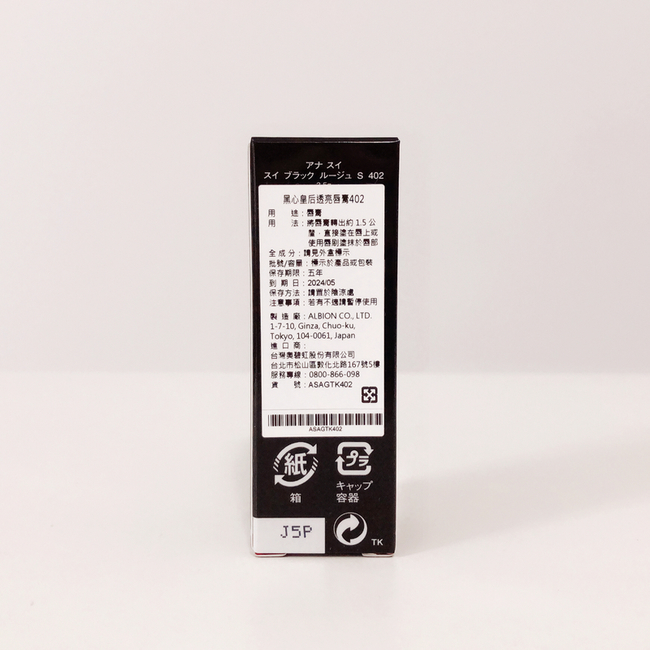 アナ スイ
スイ ブラック ルージュ S 402
黑心皇后透亮唇膏402
用 途：唇膏
用 法：將唇膏轉出約 1.5 公
釐，直接塗在唇上或
使用唇刷塗抹於唇部
全 成 分：請見外盒標示
批號/容量：標示於產品或包裝
保存期限：五年
到 期 日：2024/05
保存方法：請置於陰涼處
注意事項：若有不適請暫停使用
製 造 廠：ALBION CO., LTD.
1-7-10, Ginza, Chuo-ku,
Tokyo, 104-0061, Japan
進 口 商：
台灣奧碧虹股份有限公司
台北市松山區敦化北路167號5樓
服務專線：0800-866-098
貨 號：ASAGTK402
ASAGTK402
紙 プラ
箱 キャップ
容器
J5P
TK